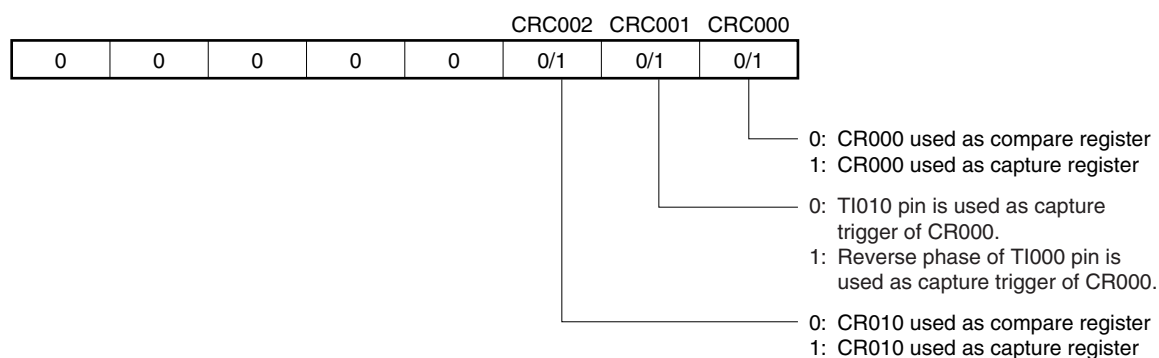 CRC002 CRC001 CRC000
0 0 0 0 0 0/1 0/1 0/1
0: CR000 used as compare register
1: CR000 used as capture register
0: TI010 pin is used as capture
trigger of CR000.
1: Reverse phase of TI000 pin is
used as capture trigger of CR000.
0: CR010 used as compare register
1: CR010 used as capture register